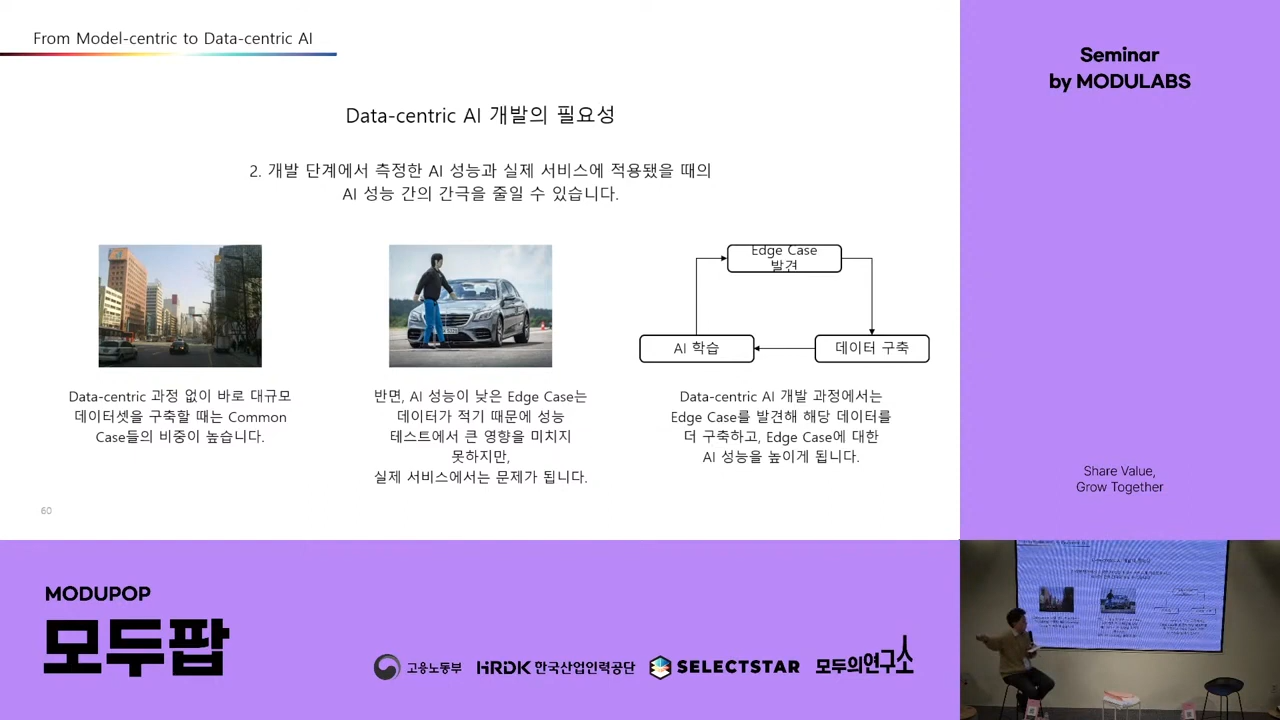 From Model-centric to Data-centric AI
Data-centric AI 개발의 필요성
2. 개발 단계에서 측정한 AI 성능과 실제 서비스에 적용됐을 때의
AI 성능 간의 간극을 줄일 수 있습니다.
Data-centric 과정 없이 바로 대규모
데이터셋을 구축할 때는 Common
Case들의 비중이 높습니다.
반면, AI 성능이 낮은 Edge Case는
데이터가 적기 때문에 성능
테스트에서 큰 영향을 미치지
못하지만,
실제 서비스에서는 문제가 됩니다.
Edge Case
발견
AI 학습
데이터 구축
Data-centric AI 개발 과정에서는
Edge Case를 발견해 해당 데이터를
더 구축하고, Edge Case에 대한
AI 성능을 높이게 됩니다.
60
Seminar
by MODULABS
Share Value,
Grow Together
MODUPOP
모두팝
고용노동부
HRDK 한국산업인력공단
SELECTSTAR
모두의연구소